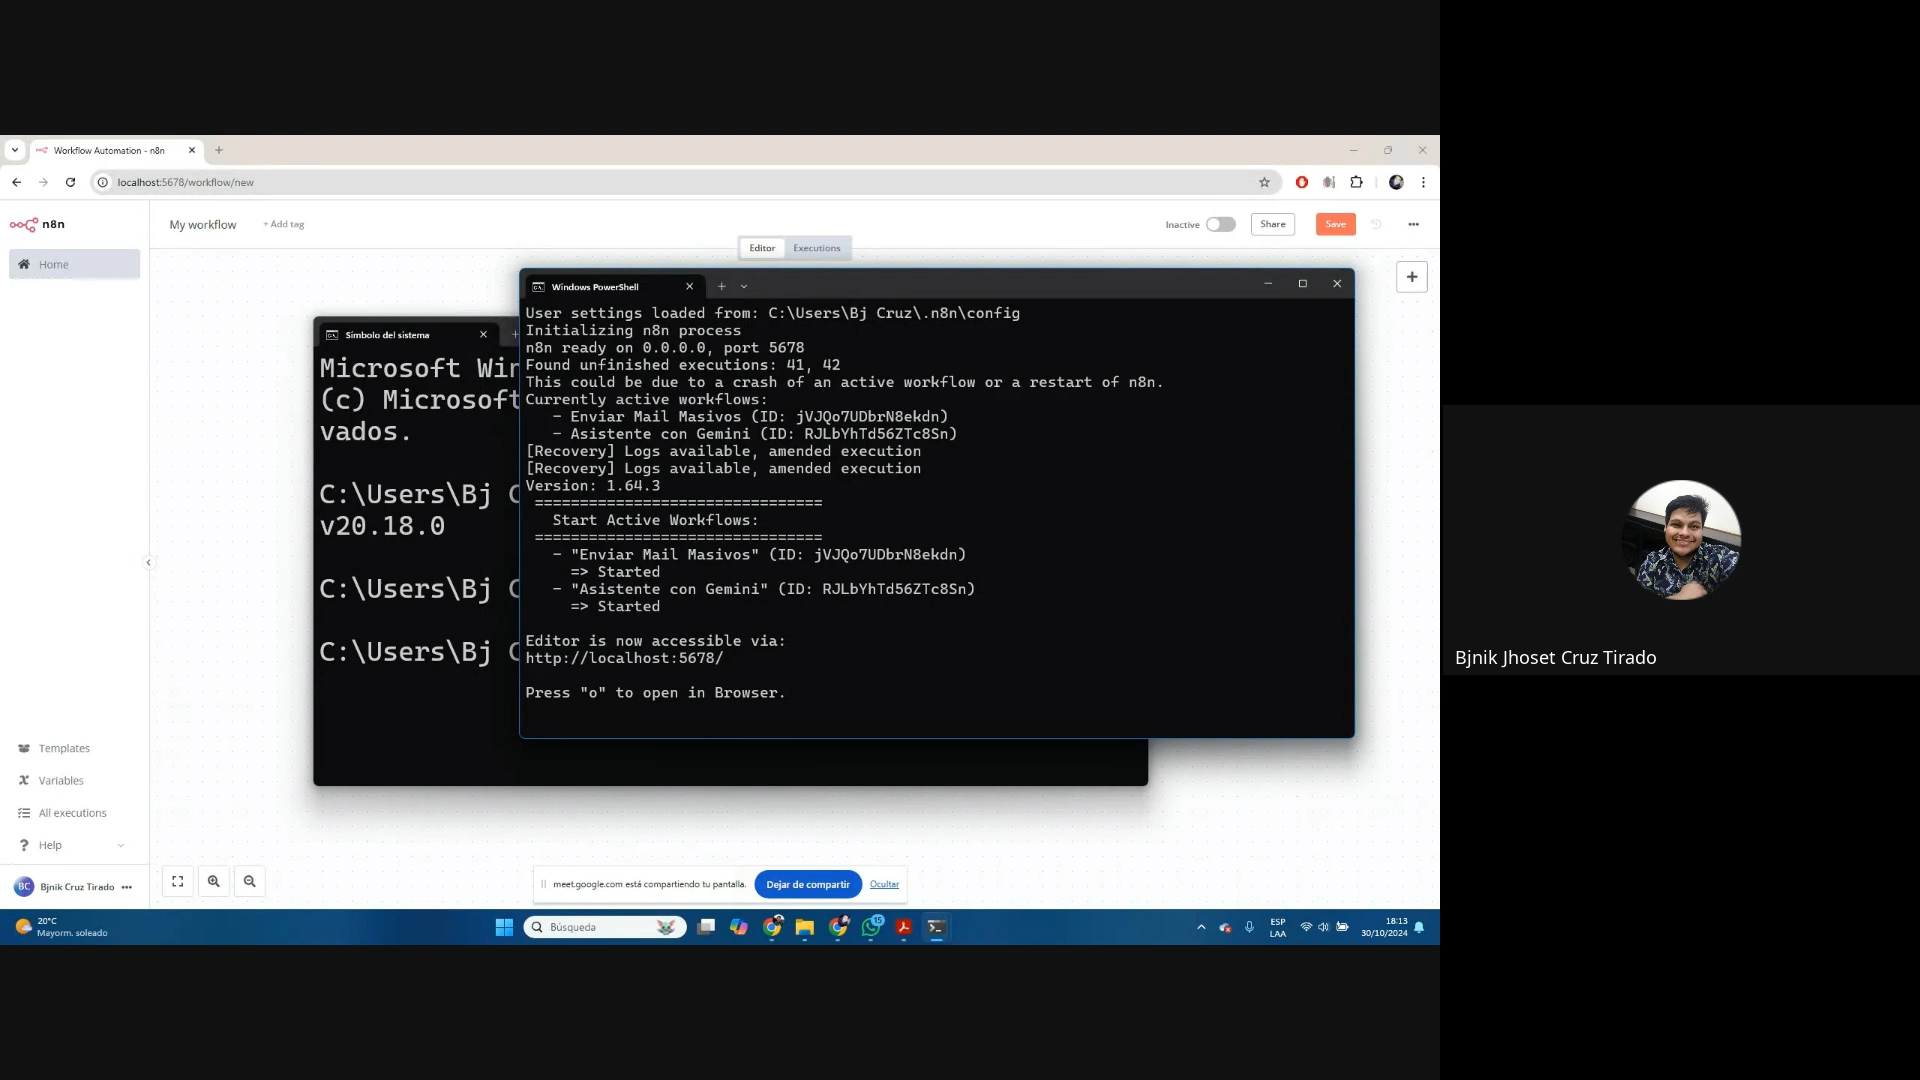 Workflow Automation - n8n
localhost:5678/workflow/new
n8n
My workflow
+ Add tag
Inactive
Share
Save
Editor
Executions
Home
Windows PowerShell
User settings loaded from: C:\Users\Bj Cruz\.n8n\config
Initializing n8n process
n8n ready on 0.0.0.0, port 5678
Found unfinished executions: 41, 42
This could be due to a crash of an active workflow or a restart of n8n.
Currently active workflows:
- Enviar Mail Masivos (ID: jVJQo7UDbrN8ekdn)
- Asistente con Gemini (ID: RJLbYhTd56ZTc8Sn)
[Recovery] Logs available, amended execution
[Recovery] Logs available, amended execution
Version: 1.64.3
================================
Start Active Workflows:
================================
- "Enviar Mail Masivos" (ID: jVJQo7UDbrN8ekdn)
=> Started
- "Asistente con Gemini" (ID: RJLbYhTd56ZTc8Sn)
=> Started
Editor is now accessible via:
http://localhost:5678/
Press "o" to open in Browser.
Símbolo del sistema
Microsoft Win
(c) Microsoft
vados.
C:\Users\Bj C
v20.18.0
C:\Users\Bj C
C:\Users\Bj C
Templates
Variables
All executions
Help
BC Bjnik Cruz Tirado
meet.google.com está compartiendo tu pantalla.
Dejar de compartir
Ocultar
20°C
Mayorm. soleado
Búsqueda
15
ESP
LAA
18:13
30/10/2024
Bjnik Jhoset Cruz Tirado